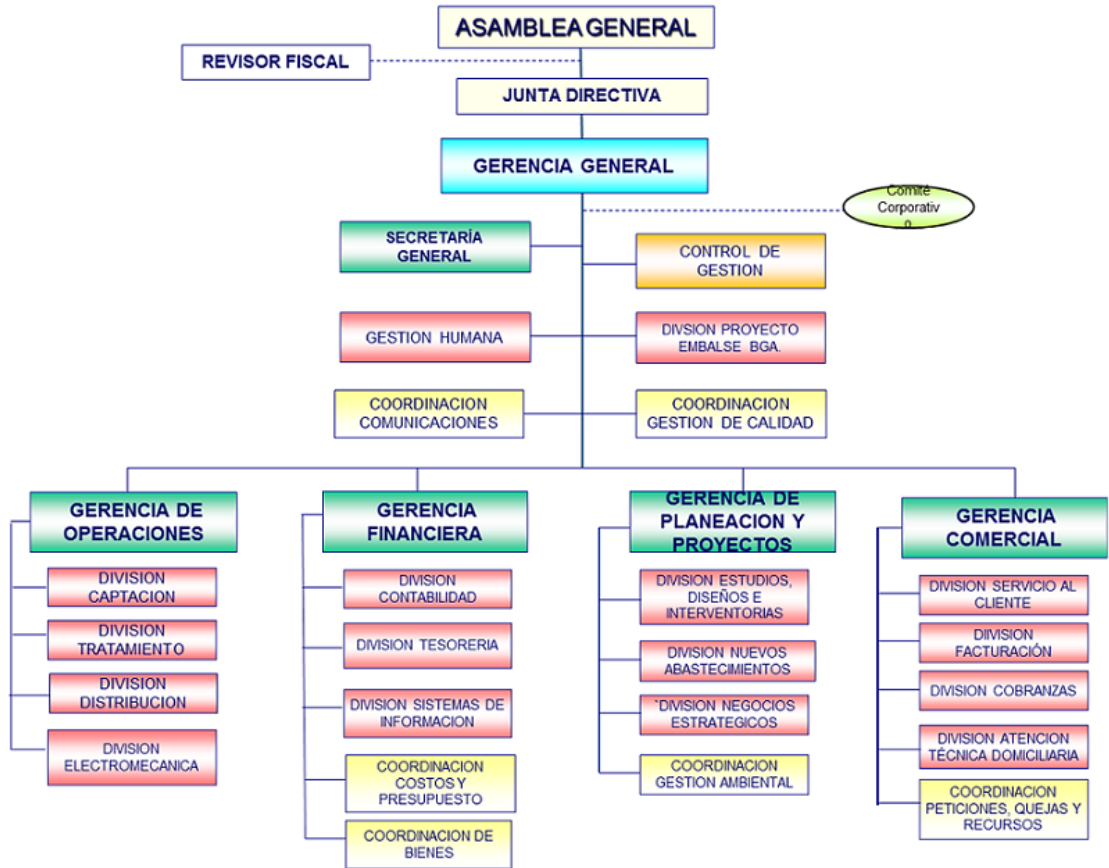 ASAMBLEA GENERAL
REVISOR FISCAL
JUNTA DIRECTIVA
GERENCIA GENERAL
Comité
Corporativ
o
SECRETARÍA
GENERAL
CONTROL DE
GESTION
GESTION HUMANA
DIVSION PROYECTO
EMBALSE BGA.
COORDINACION
COMUNICACIONES
COORDINACION
GESTION DE CALIDAD
GERENCIA DE
OPERACIONES
DIVISION
CAPTACION
DIVISION
TRATAMIENTO
DIVISION
DISTRIBUCION
DIVISION
ELECTROMECANICA
GERENCIA
FINANCIERA
DIVISION
CONTABILIDAD
DIVISION TESORERIA
DIVISION SISTEMAS DE
INFORMACION
COORDINACION
COSTOS Y
PRESUPUESTO
COORDINACION DE
BIENES
GERENCIA DE
PLANEACION Y
PROYECTOS
DIVISION ESTUDIOS,
DISEÑOS E
INTERVENTORIAS
DIVISION NUEVOS
ABASTECIMIENTOS
`DIVISION NEGOCIOS
ESTRATEGICOS
COORDINACION
GESTION AMBIENTAL
GERENCIA
COMERCIAL
DIVISION SERVICIO AL
CLIENTE
DIVISION
FACTURACIÓN
DIVISION COBRANZAS
DIVISION ATENCION
TÉCNICA DOMICILIARIA
COORDINACION
PETICIONES, QUEJAS Y
RECURSOS